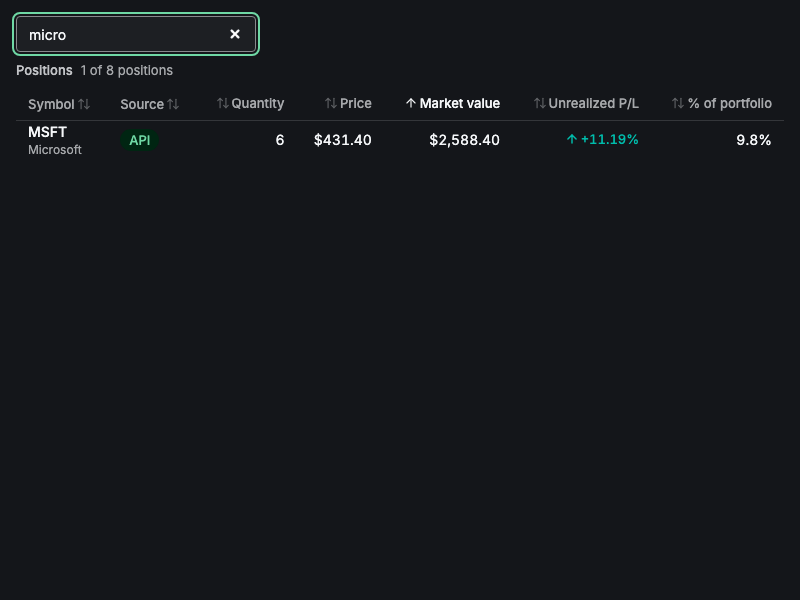 micro
Positions 1 of 8 positions
Symbol Source Quantity Price Market value Unrealized P/L % of portfolio
MSFT
Microsoft API 6 $431.40 $2,588.40 +11.19% 9.8%